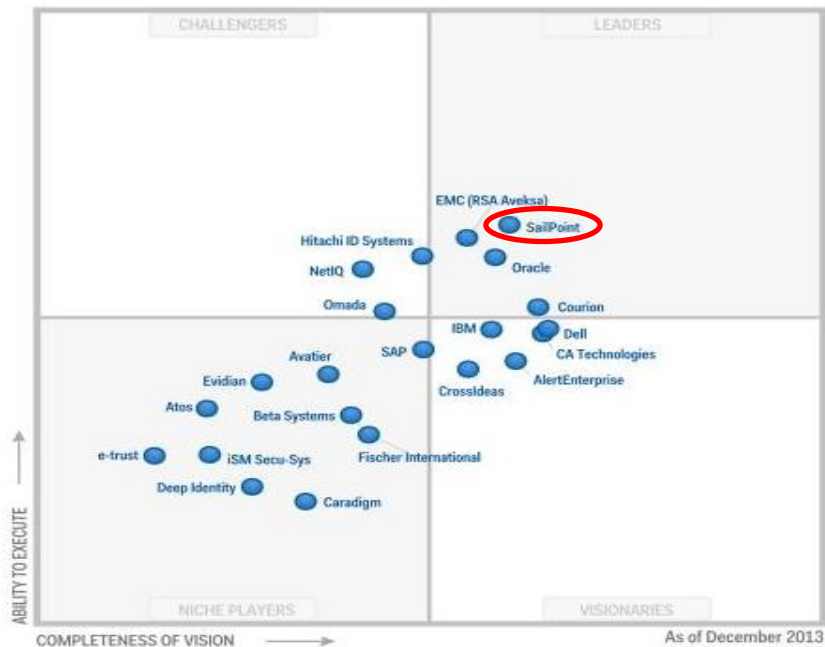 CHALLENGERS
LEADERS
EMC (RSA Aveksa)
SailPoint
Hitachi ID Systems
NetIQ
Oracle
Omada
Courion
IBM
Dell
SAP
CA Technologies
Avatier
AlertEnterprise
CrossIdeas
Evidian
Atos
Beta Systems
e-trust
iSM Secu-Sys
Fischer International
Deep Identity
Caradigm
ABILITY TO EXECUTE
NICHE PLAYERS
VISIONARIES
COMPLETENESS OF VISION
As of December 2013